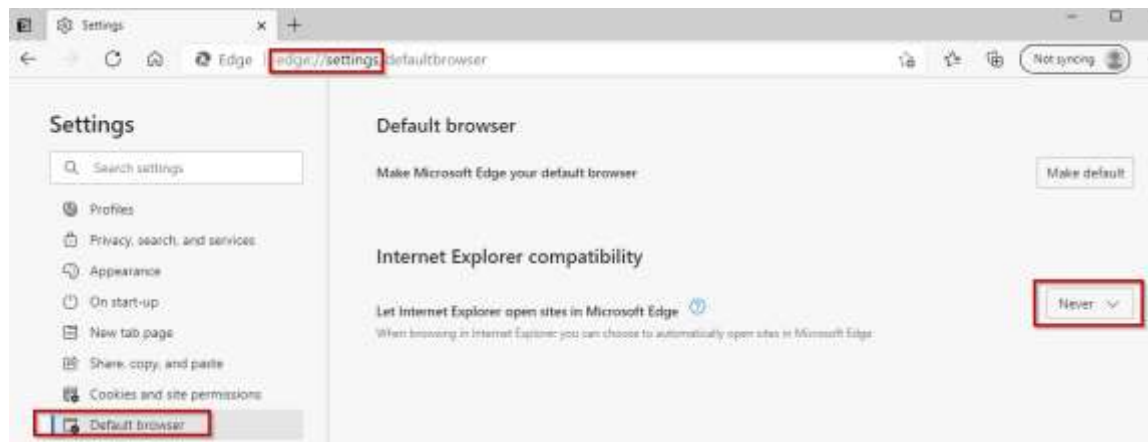 Settings
Edge edge://settings/defaultbrowser Not syncing
Settings
Search settings
Profiles
Privacy, search, and services
Appearance
On start-up
New tab page
Share, copy, and paste
Cookies and site permissions
Default browser
Default browser
Make Microsoft Edge your default browser Make default
Internet Explorer compatibility
Let Internet Explorer open sites in Microsoft Edge Never
When browsing in Internet Explorer you can choose to automatically open sites in Microsoft Edge